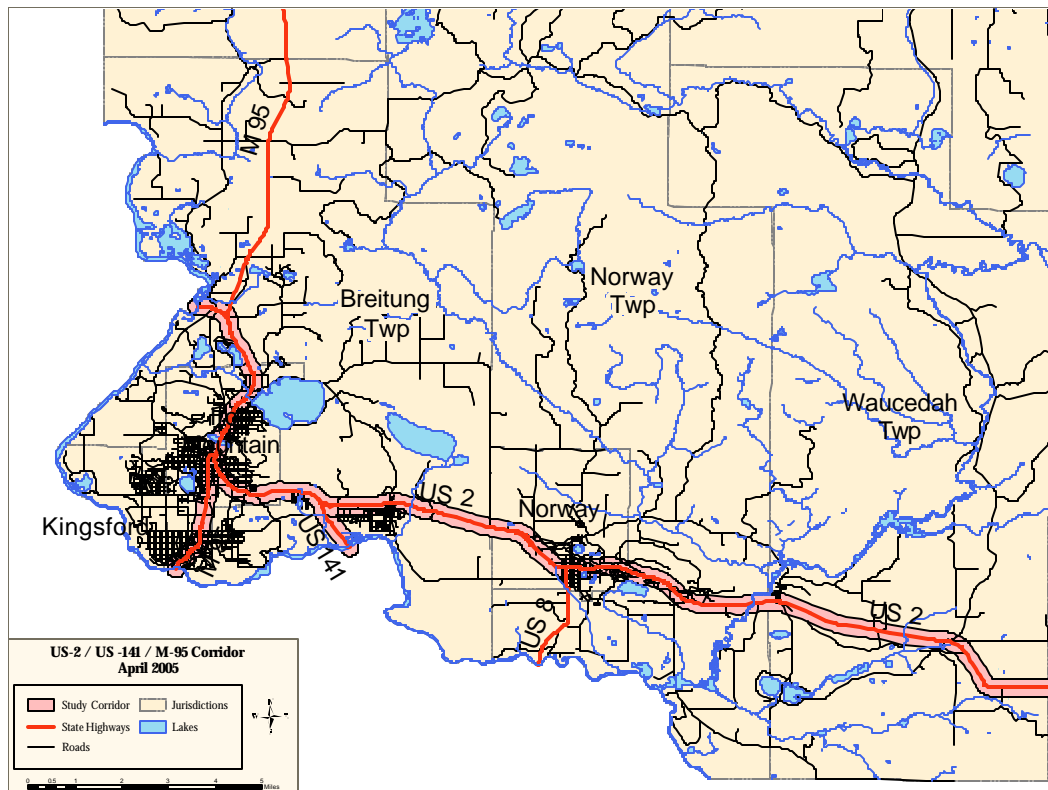 M 95
Breitung
Twp
Norway
Twp
Waucedah
Twp
Kingsford
US 2
Norway
US 141
US 8
US 2
US-2 / US -141 / M-95 Corridor
April 2005
Study Corridor
Jurisdictions
State Highways
Lakes
Roads
0 0.5 1 2 3 4 5
Miles